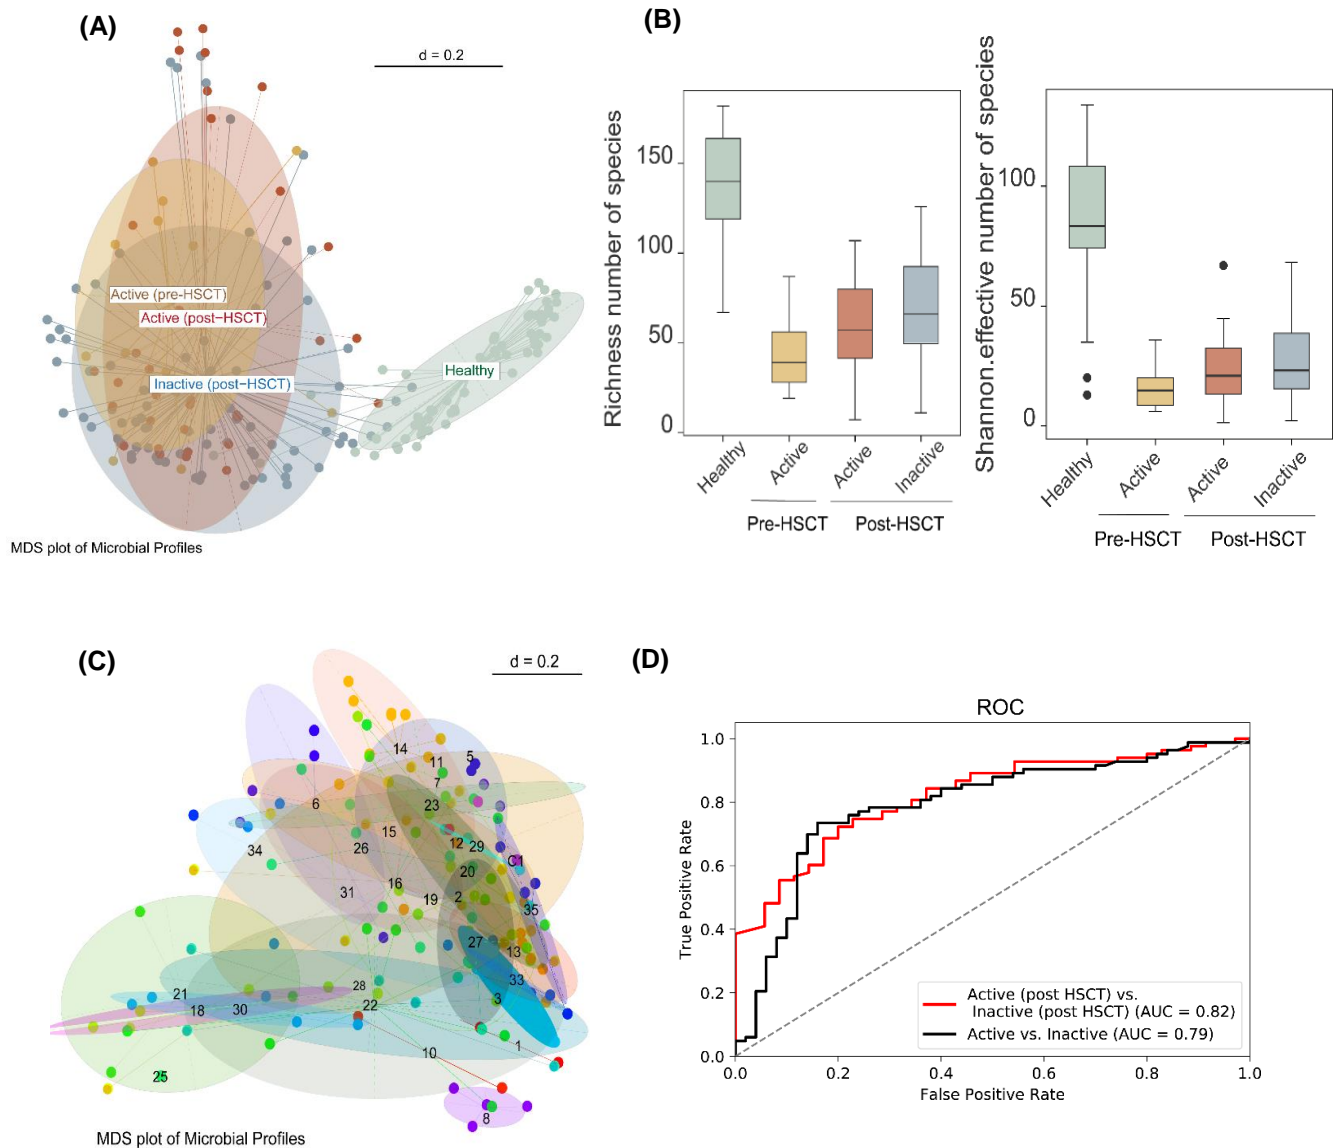 (A)
d = 0.2
Active (pre-HSCT)
Active (post-HSCT)
Inactive (post-HSCT)
Healthy
MDS plot of Microbial Profiles
(B)
Richness number of species
150
100
50
0
Healthy
Active
Active
Inactive
Pre-HSCT
Post-HSCT
Shannon.effective number of species
100
50
0
Healthy
Active
Active
Inactive
Pre-HSCT
Post-HSCT
(C)
d = 0.2
14
5
11
7
6
23
15
12
29
34
26
C1
20
16
31
19
2
35
27
13
33
28
21
3
18
30
22
1
10
25
8
MDS plot of Microbial Profiles
(D)
ROC
True Positive Rate
1.0
0.8
0.6
0.4
0.2
0.0
0.0
0.2
0.4
0.6
0.8
1.0
False Positive Rate
Active (post HSCT) vs.
Inactive (post HSCT) (AUC = 0.82)
Active vs. Inactive (AUC = 0.79)